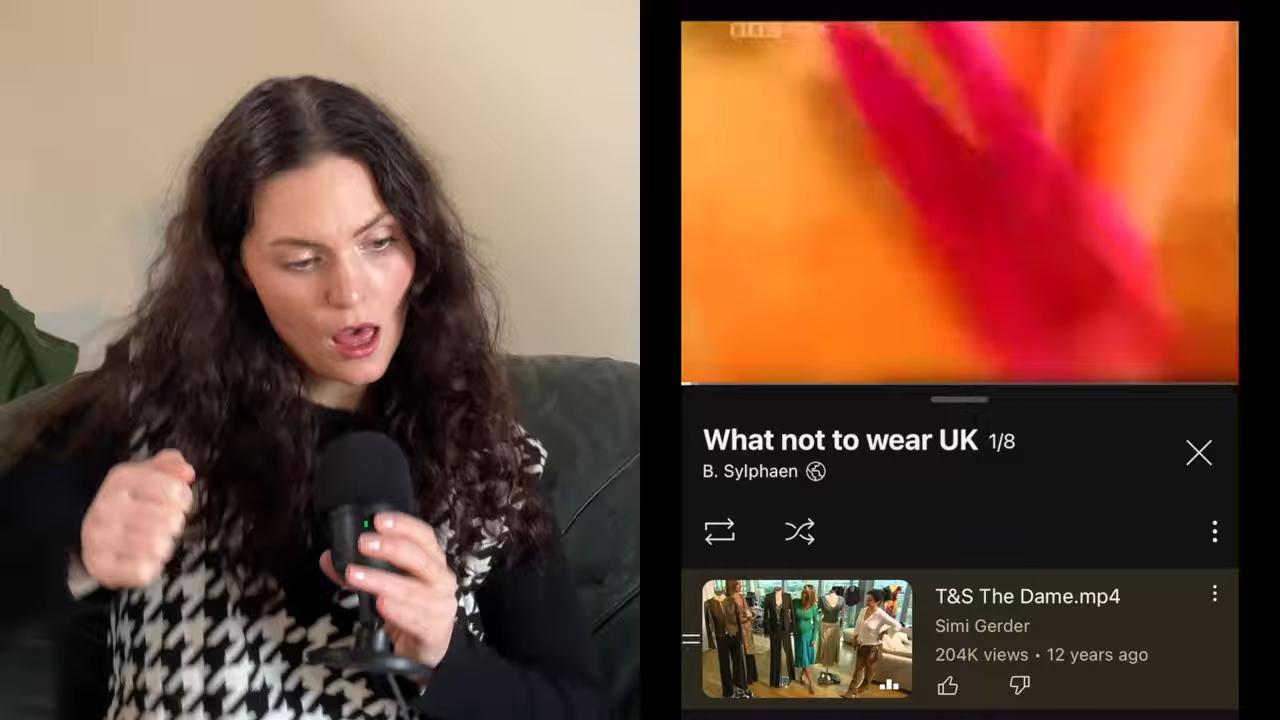 What not to wear UK 1/8
B. Sylphaen
T&S The Dame.mp4
Simi Gerder
204K views • 12 years ago